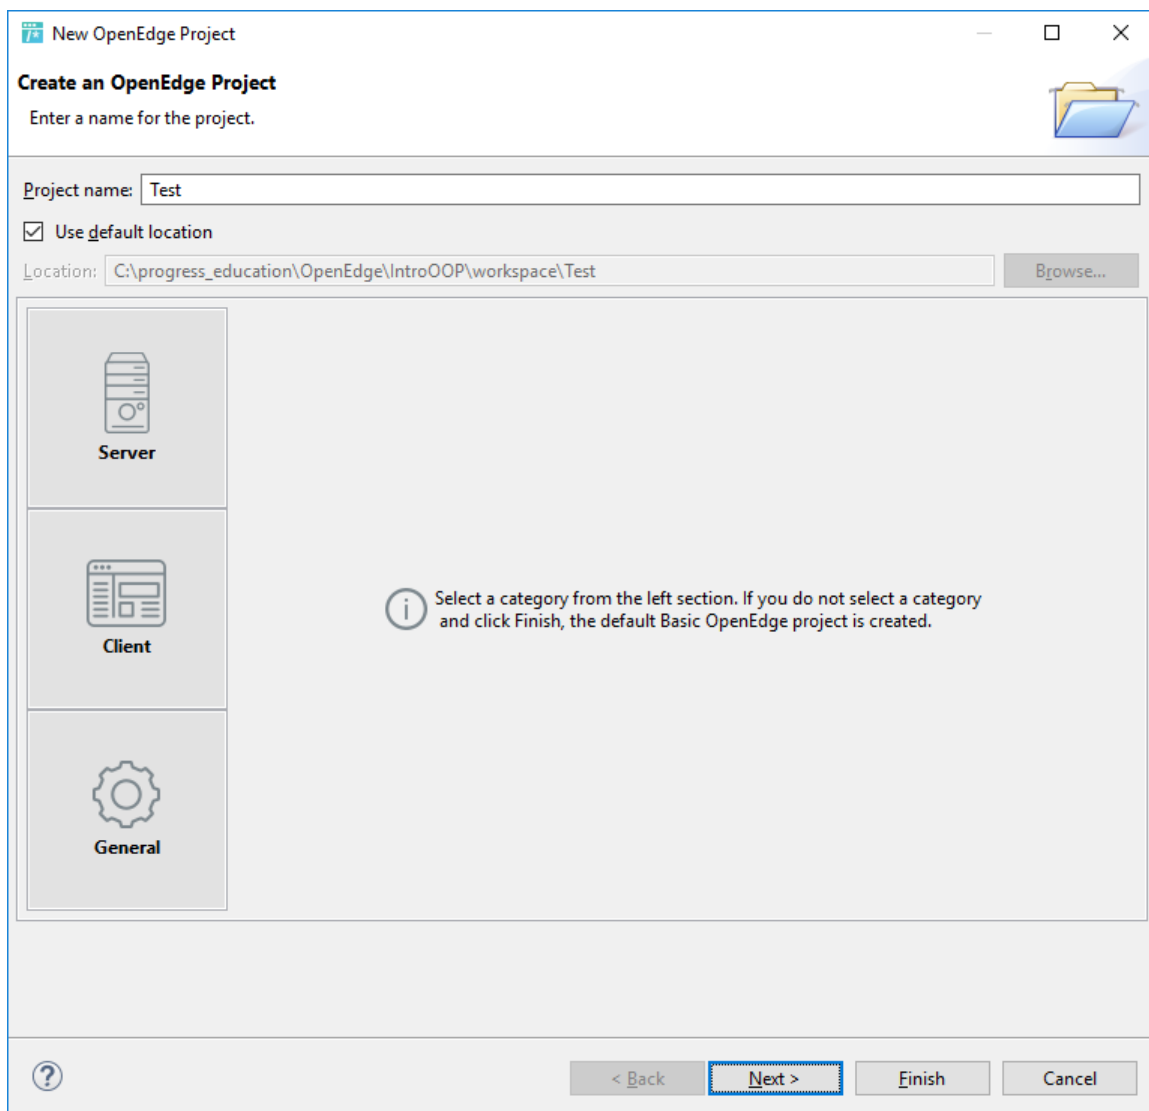 New OpenEdge Project
Create an OpenEdge Project
Enter a name for the project.
Project name: Test
Use default location
Location: C:\progress_education\OpenEdge\IntroOOP\workspace\Test Browse...
Server
Client
General
Select a category from the left section. If you do not select a category
and click Finish, the default Basic OpenEdge project is created.
< Back Next > Finish Cancel